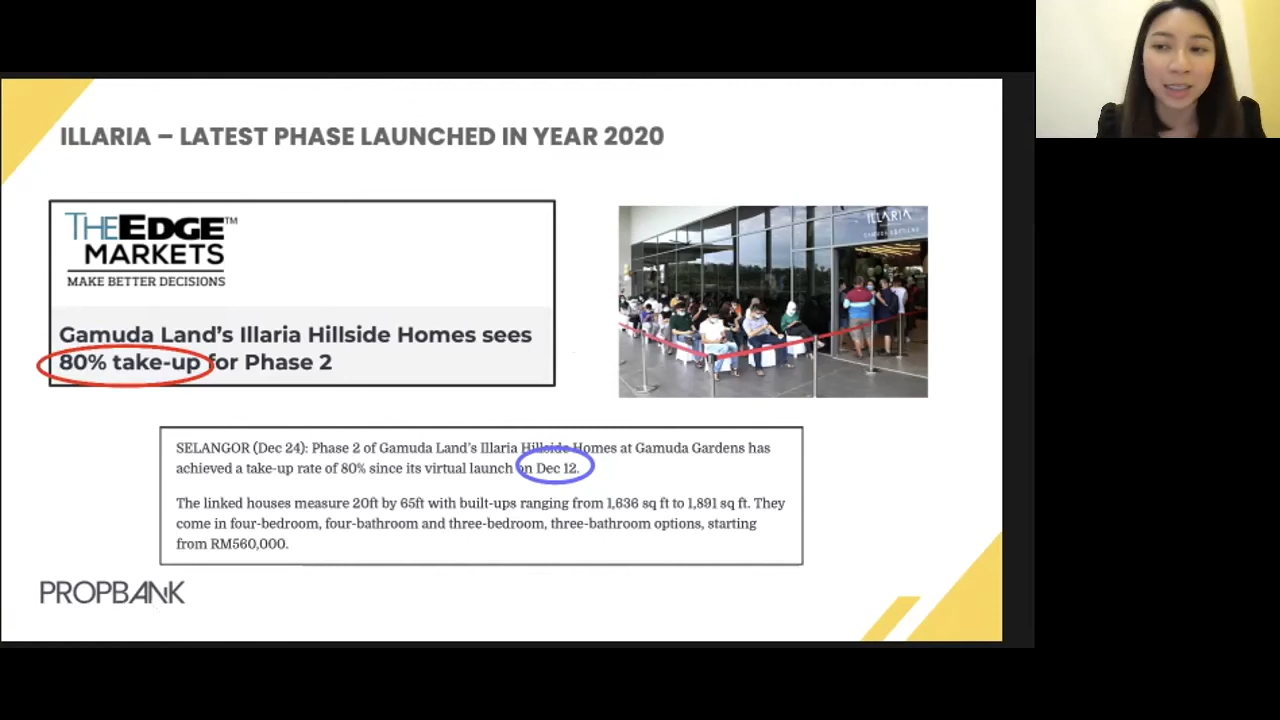 ILLARIA – LATEST PHASE LAUNCHED IN YEAR 2020
THEEDGE™
MARKETS
MAKE BETTER DECISIONS
Gamuda Land's Illaria Hillside Homes sees
80% take-up for Phase 2
ILLARIA
GAMUDA GARDENS
SELANGOR (Dec 24): Phase 2 of Gamuda Land's Illaria Hillside Homes at Gamuda Gardens has
achieved a take-up rate of 80% since its virtual launch on Dec 12.
The linked houses measure 20ft by 65ft with built-ups ranging from 1,636 sq ft to 1,891 sq ft. They
come in four-bedroom, four-bathroom and three-bedroom, three-bathroom options, starting
from RM560,000.
PROPBANK